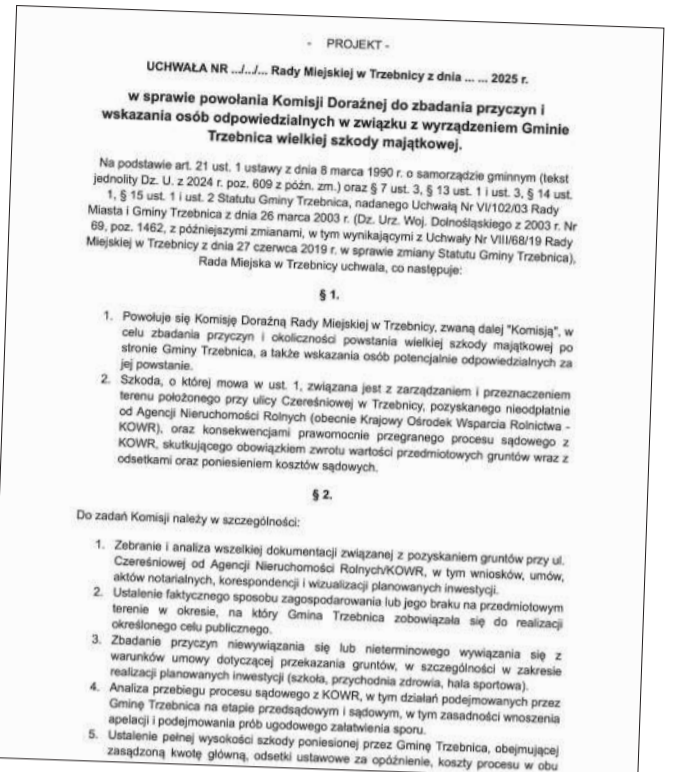 - PROJEKT -
UCHWAŁA NR .../.../... Rady Miejskiej w Trzebnicy z dnia ... ... 2025 r.
w sprawie powołania Komisji Doraźnej do zbadania przyczyn i
wskazania osób odpowiedzialnych w związku z wyrządzeniem Gminie
Trzebnica wielkiej szkody majątkowej.
Na podstawie art. 21 ust. 1 ustawy z dnia 8 marca 1990 r. o samorządzie gminnym (tekst
jednolity Dz. U. z 2024 r. poz. 609 z późn. zm.) oraz § 7 ust. 3, § 13 ust. 1 i ust. 3, § 14 ust.
1, § 15 ust. 1 i ust. 2 Statutu Gminy Trzebnica, nadanego Uchwałą Nr VI/102/03 Rady
Miasta i Gminy Trzebnica z dnia 26 marca 2003 r. (Dz. Urz. Woj. Dolnośląskiego z 2003 r. Nr
69, poz. 1462, z późniejszymi zmianami, w tym wynikającymi z Uchwały Nr VIII/68/19 Rady
Miejskiej w Trzebnicy z dnia 27 czerwca 2019 r. w sprawie zmiany Statutu Gminy Trzebnica),
Rada Miejska w Trzebnicy uchwala, co następuje:
§ 1.
1. Powołuje się Komisję Doraźną Rady Miejskiej w Trzebnicy, zwaną dalej "Komisją", w
celu zbadania przyczyn i okoliczności powstania wielkiej szkody majątkowej po
stronie Gminy Trzebnica, a także wskazania osób potencjalnie odpowiedzialnych za
jej powstanie.
2. Szkoda, o której mowa w ust. 1, związana jest z zarządzaniem i przeznaczeniem
terenu położonego przy ulicy Czereśniowej w Trzebnicy, pozyskanego nieodpłatnie
od Agencji Nieruchomości Rolnych (obecnie Krajowy Ośrodek Wsparcia Rolnictwa -
KOWR), oraz konsekwencjami prawomocnie przegranego procesu sądowego z
KOWR, skutkującego obowiązkiem zwrotu wartości przedmiotowych gruntów wraz z
odsetkami oraz poniesieniem kosztów sądowych.
§ 2.
Do zadań Komisji należy w szczególności:
1. Zebranie i analiza wszelkiej dokumentacji związanej z pozyskaniem gruntów przy ul.
Czereśniowej od Agencji Nieruchomości Rolnych/KOWR, w tym wniosków, umów,
aktów notarialnych, korespondencji i wizualizacji planowanych inwestycji.
2. Ustalenie faktycznego sposobu zagospodarowania lub jego braku na przedmiotowym
terenie w okresie, na który Gmina Trzebnica zobowiązała się do realizacji
określonego celu publicznego.
3. Zbadanie przyczyn niewywiązania się lub nieterminowego wywiązania się z
warunków umowy dotyczącej przekazania gruntów, w szczególności w zakresie
realizacji planowanych inwestycji (szkoła, przychodnia zdrowia, hala sportowa).
4. Analiza przebiegu procesu sądowego z KOWR, w tym działań podejmowanych przez
Gminę Trzebnica na etapie przedsądowym i sądowym, w tym zasadności wnoszenia
apelacji i podejmowania prób ugodowego załatwienia sporu.
5. Ustalenie pełnej wysokości szkody poniesionej przez Gminę Trzebnica, obejmującej
zasądzoną kwotę główną, odsetki ustawowe za opóźnienie, koszty procesu w obu